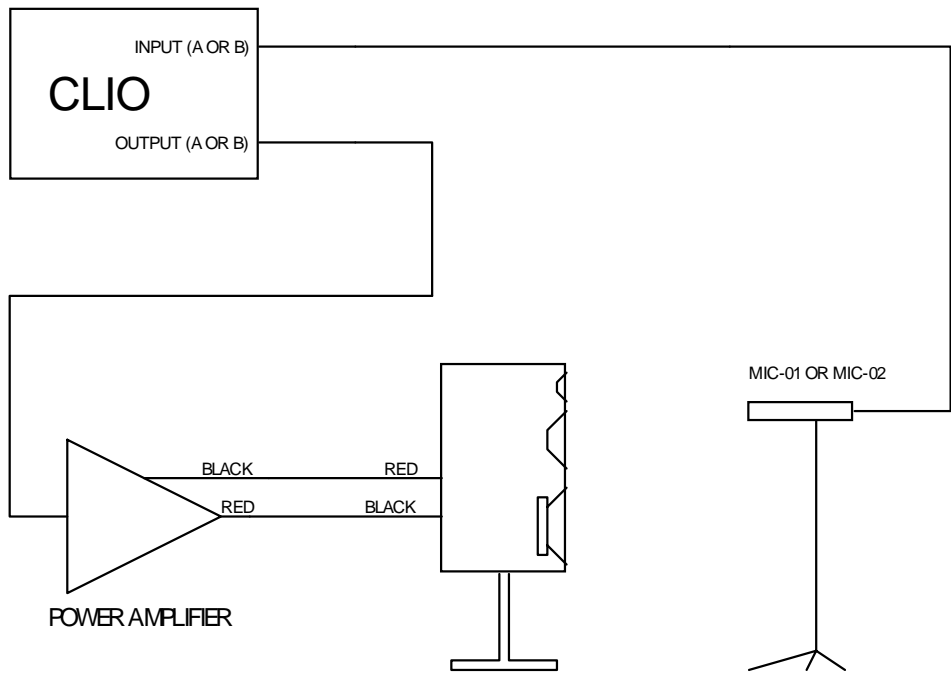 INPUT (A OR B)
CLIO
OUTPUT (A OR B)
MIC-01 OR MIC-02
BLACK RED
RED BLACK
POWER AMPLIFIER